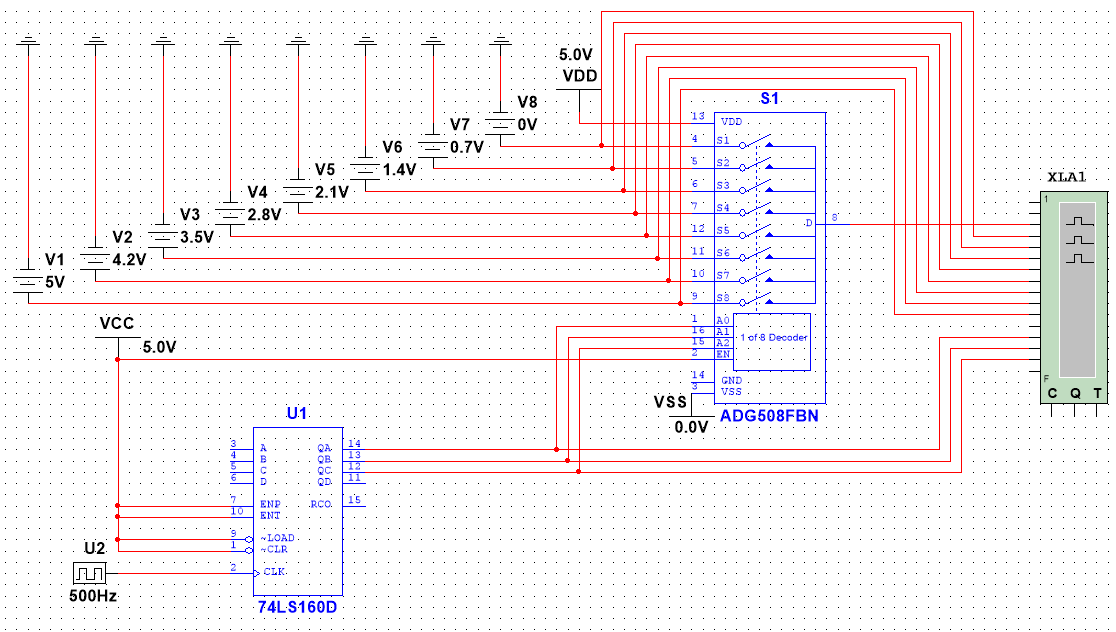 5.0V
VDD
V8
0V
V7
0.7V
V6
1.4V
V5
2.1V
V4
2.8V
V3
3.5V
V2
4.2V
V1
5V
VCC
5.0V
S1
13 VDD
4 S1
5 S2
6 S3
7 S4
12 S5
11 S6
10 S7
9 S8
D 8
1 A0
16 A1
15 A2
2 EN
1 of 8 Decoder
14 GND
3 VSS
VSS
0.0V
ADG508FBN
XLA1
1
F
C Q T
U1
3 A QA 14
4 B QB 13
5 C QC 12
6 D QD 11
7 ENP RCO 15
10 ENT
9 ~LOAD
1 ~CLR
2 CLK
74LS160D
U2
500Hz